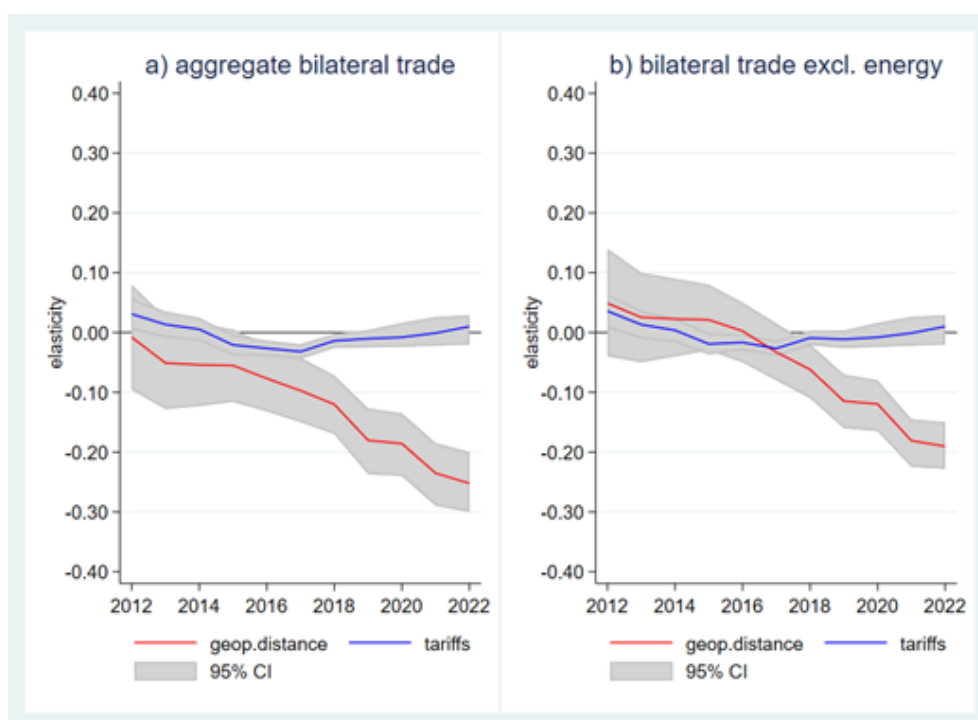 a) aggregate bilateral trade
0.40
0.30
0.20
0.10
0.00
-0.10
-0.20
-0.30
-0.40
elasticity
2012 2014 2016 2018 2020 2022
geop.distance tariffs
95% CI
b) bilateral trade excl. energy
0.40
0.30
0.20
0.10
0.00
-0.10
-0.20
-0.30
-0.40
elasticity
2012 2014 2016 2018 2020 2022
geop.distance tariffs
95% CI